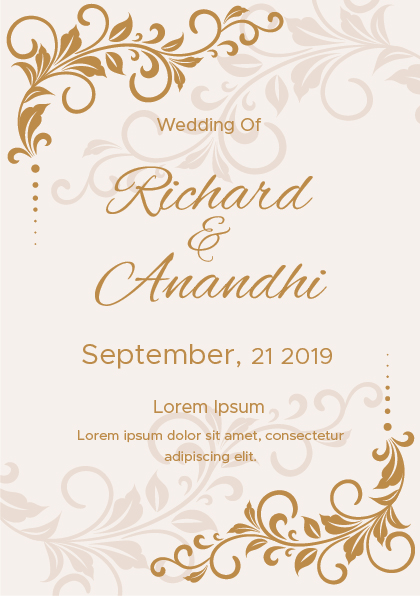 Wedding Of
Richard
&
Anandhi
September, 21 2019
Lorem Ipsum
Lorem ipsum dolor sit amet, consectetur
adipiscing elit.